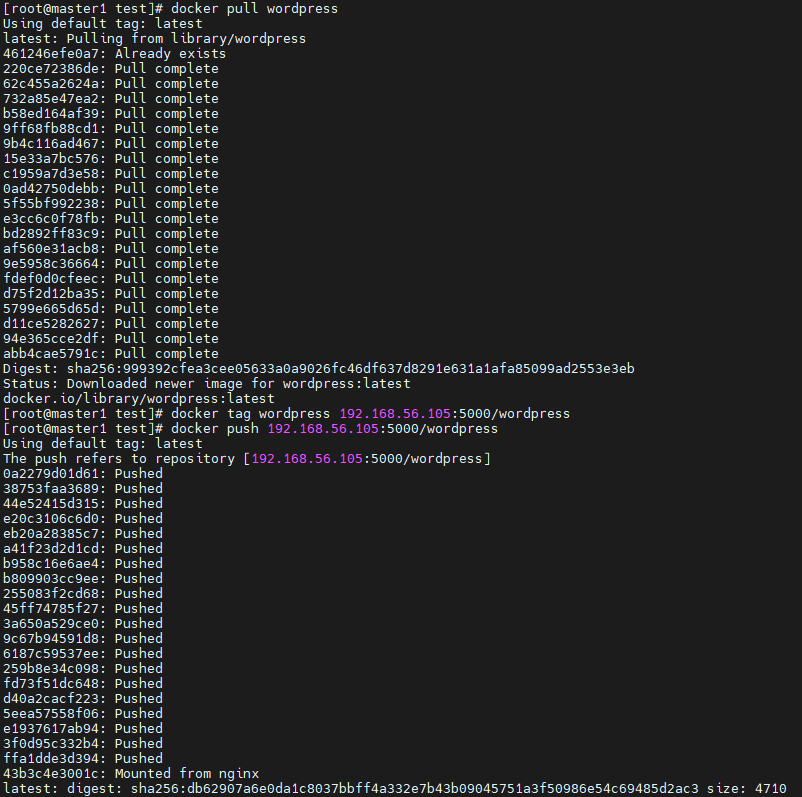 [root@master1 test]# docker pull wordpress
Using default tag: latest
latest: Pulling from library/wordpress
461246efe0a7: Already exists
220ce72386de: Pull complete
62c455a2624a: Pull complete
732a85e47ea2: Pull complete
b58ed164af39: Pull complete
9ff68fb88cd1: Pull complete
9b4c116ad467: Pull complete
15e33a7bc576: Pull complete
c1959a7d3e58: Pull complete
0ad42750debb: Pull complete
5f55bf992238: Pull complete
e3cc6c0f78fb: Pull complete
bd2892ff83c9: Pull complete
af560e31acb8: Pull complete
9e5958c36664: Pull complete
fdef0d0cfeec: Pull complete
d75f2d12ba35: Pull complete
5799e665d65d: Pull complete
d11ce5282627: Pull complete
94e365cce2df: Pull complete
abb4cae5791c: Pull complete
Digest: sha256:999392cfea3cee05633a0a9026fc46df637d8291e631a1afa85099ad2553e3eb
Status: Downloaded newer image for wordpress:latest
docker.io/library/wordpress:latest
[root@master1 test]# docker tag wordpress 192.168.56.105:5000/wordpress
[root@master1 test]# docker push 192.168.56.105:5000/wordpress
Using default tag: latest
The push refers to repository [192.168.56.105:5000/wordpress]
0a2279d01d61: Pushed
38753faa3689: Pushed
44e52415d315: Pushed
e20c3106c6d0: Pushed
eb20a28385c7: Pushed
a41f23d2d1cd: Pushed
b958c16e6ae4: Pushed
b809903cc9ee: Pushed
255083f2cd68: Pushed
45ff74785f27: Pushed
3a650a529ce0: Pushed
9c67b94591d8: Pushed
6187c59537ee: Pushed
259b8e34c098: Pushed
fd73f51dc648: Pushed
d40a2cacf223: Pushed
5eea57558f06: Pushed
e1937617ab94: Pushed
3f0d95c332b4: Pushed
ffa1dde3d394: Pushed
43b3c4e3001c: Mounted from nginx
latest: digest: sha256:db62907a6e0da1c8037bbff4a332e7b43b09045751a3f50986e54c69485d2ac3 size: 4710